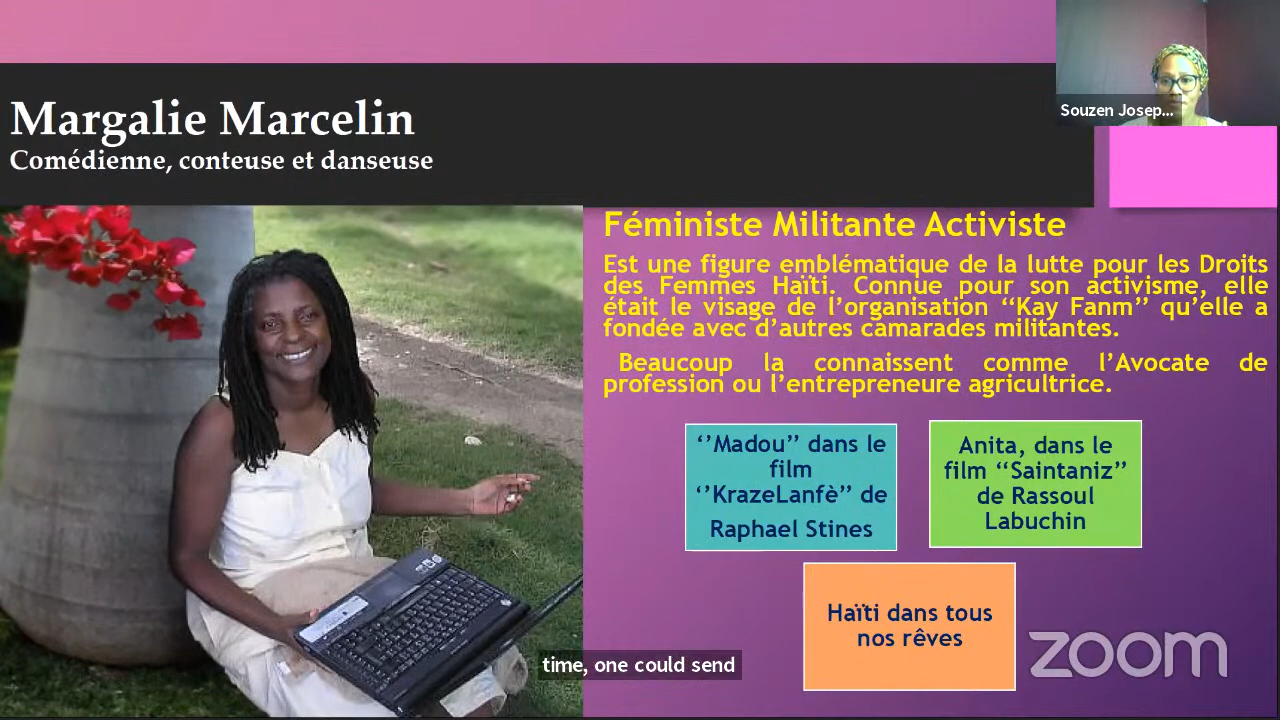 Margalie Marcelin
Comédienne, conteuse et danseuse
Souzen Josep...
Féministe Militante Activiste
Est une figure emblématique de la lutte pour les Droits
des Femmes Haïti. Connue pour son activisme, elle
était le visage de l’organisation ‘‘Kay Fanm’’ qu’elle a
fondée avec d’autres camarades militantes.
Beaucoup la connaissent comme l’Avocate de
profession ou l’entrepreneure agricultrice.
‘’Madou’’ dans le
film
‘’KrazeLanfè’’ de
Raphael Stines
Anita, dans le
film ‘‘Saintaniz’’
de Rassoul
Labuchin
Haïti dans tous
nos rêves
zoom
time, one could send